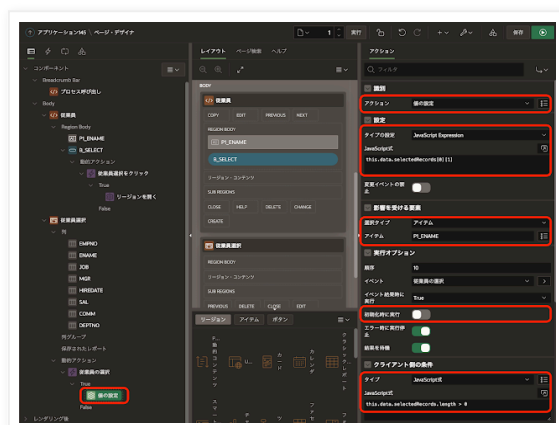 アプリケーション145 \ ページ・デザイナ
1
実行
保存
コンポーネント
Breadcrumb Bar
プロセス呼び出し
Body
従業員
Region Body
P1_ENAME
B_SELECT
動的アクション
従業員選択をクリック
True
リージョンを開く
False
従業員選択
列
EMPNO
ENAME
JOB
MGR
HIREDATE
SAL
COMM
DEPTNO
列グループ
保存されたレポート
動的アクション
従業員の選択
True
値の設定
False
レンダリング後
レイアウト ページ検索 ヘルプ
BODY
従業員
COPY EDIT PREVIOUS NEXT
REGION BODY
P1_ENAME
B_SELECT
リージョン・コンテンツ
SUB REGIONS
CLOSE HELP DELETE CHANGE
CREATE
従業員選択
REGION BODY
リージョン・コンテンツ
SUB REGIONS
PREVIOUS DELETE CLOSE EDIT
リージョン アイテム ボタン
アクション
フィルタ
識別
アクション 値の設定
設定
タイプの設定 JavaScript Expression
JavaScript式
this.data.selectedRecords[0][1]
変更イベントの禁止
影響を受ける要素
選択タイプ アイテム
アイテム P1_ENAME
実行オプション
順序 10
イベント 従業員の選択
イベント結果時に実行 True
初期化時に実行
エラー時に実行停止
結果を待機
クライアント側の条件
タイプ JavaScript式
JavaScript式
this.data.selectedRecords.length > 0